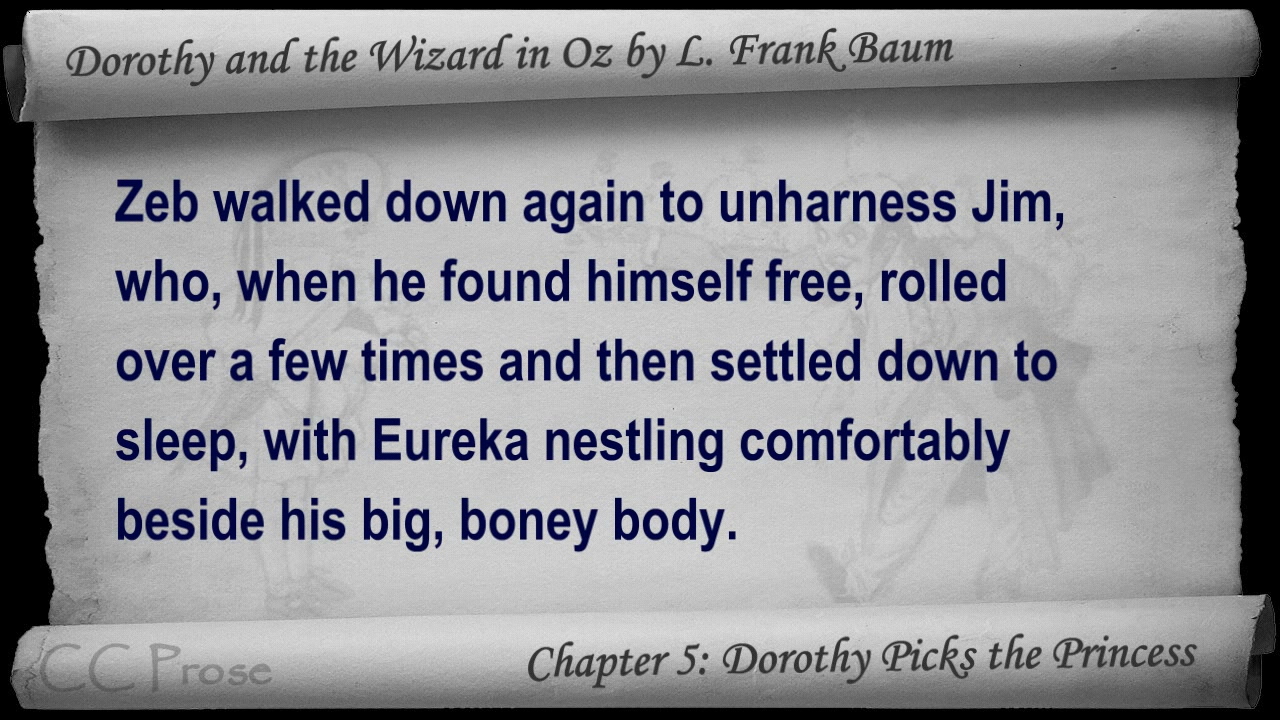 Dorothy and the Wizard in Oz by L. Frank Baum
Zeb walked down again to unharness Jim,
who, when he found himself free, rolled
over a few times and then settled down to
sleep, with Eureka nestling comfortably
beside his big, boney body.
CC Prose
Chapter 5: Dorothy Picks the Princess